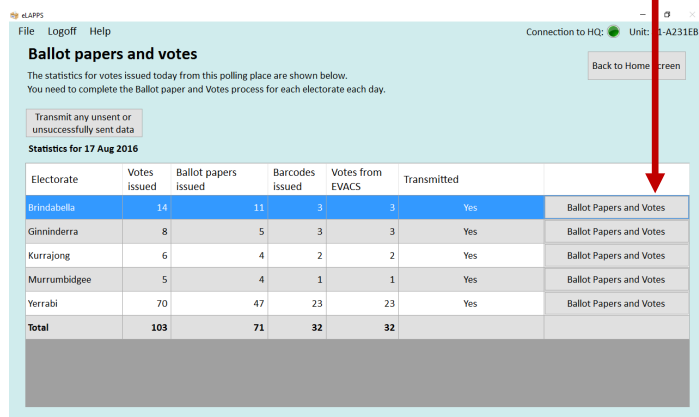 eLAPPS
File Logoff Help
Connection to HQ: Unit: 1-A231EB
Ballot papers and votes
Back to Home Screen
The statistics for votes issued today from this polling place are shown below.
You need to complete the Ballot paper and Votes process for each electorate each day.
Transmit any unsent or
unsuccessfully sent data
Statistics for 17 Aug 2016
Electorate Votes issued Ballot papers issued Barcodes issued Votes from EVACS Transmitted
Brindabella 14 11 3 3 Yes Ballot Papers and Votes
Ginninderra 8 5 3 3 Yes Ballot Papers and Votes
Kurrajong 6 4 2 2 Yes Ballot Papers and Votes
Murrumbidgee 5 4 1 1 Yes Ballot Papers and Votes
Yerrabi 70 47 23 23 Yes Ballot Papers and Votes
Total 103 71 32 32